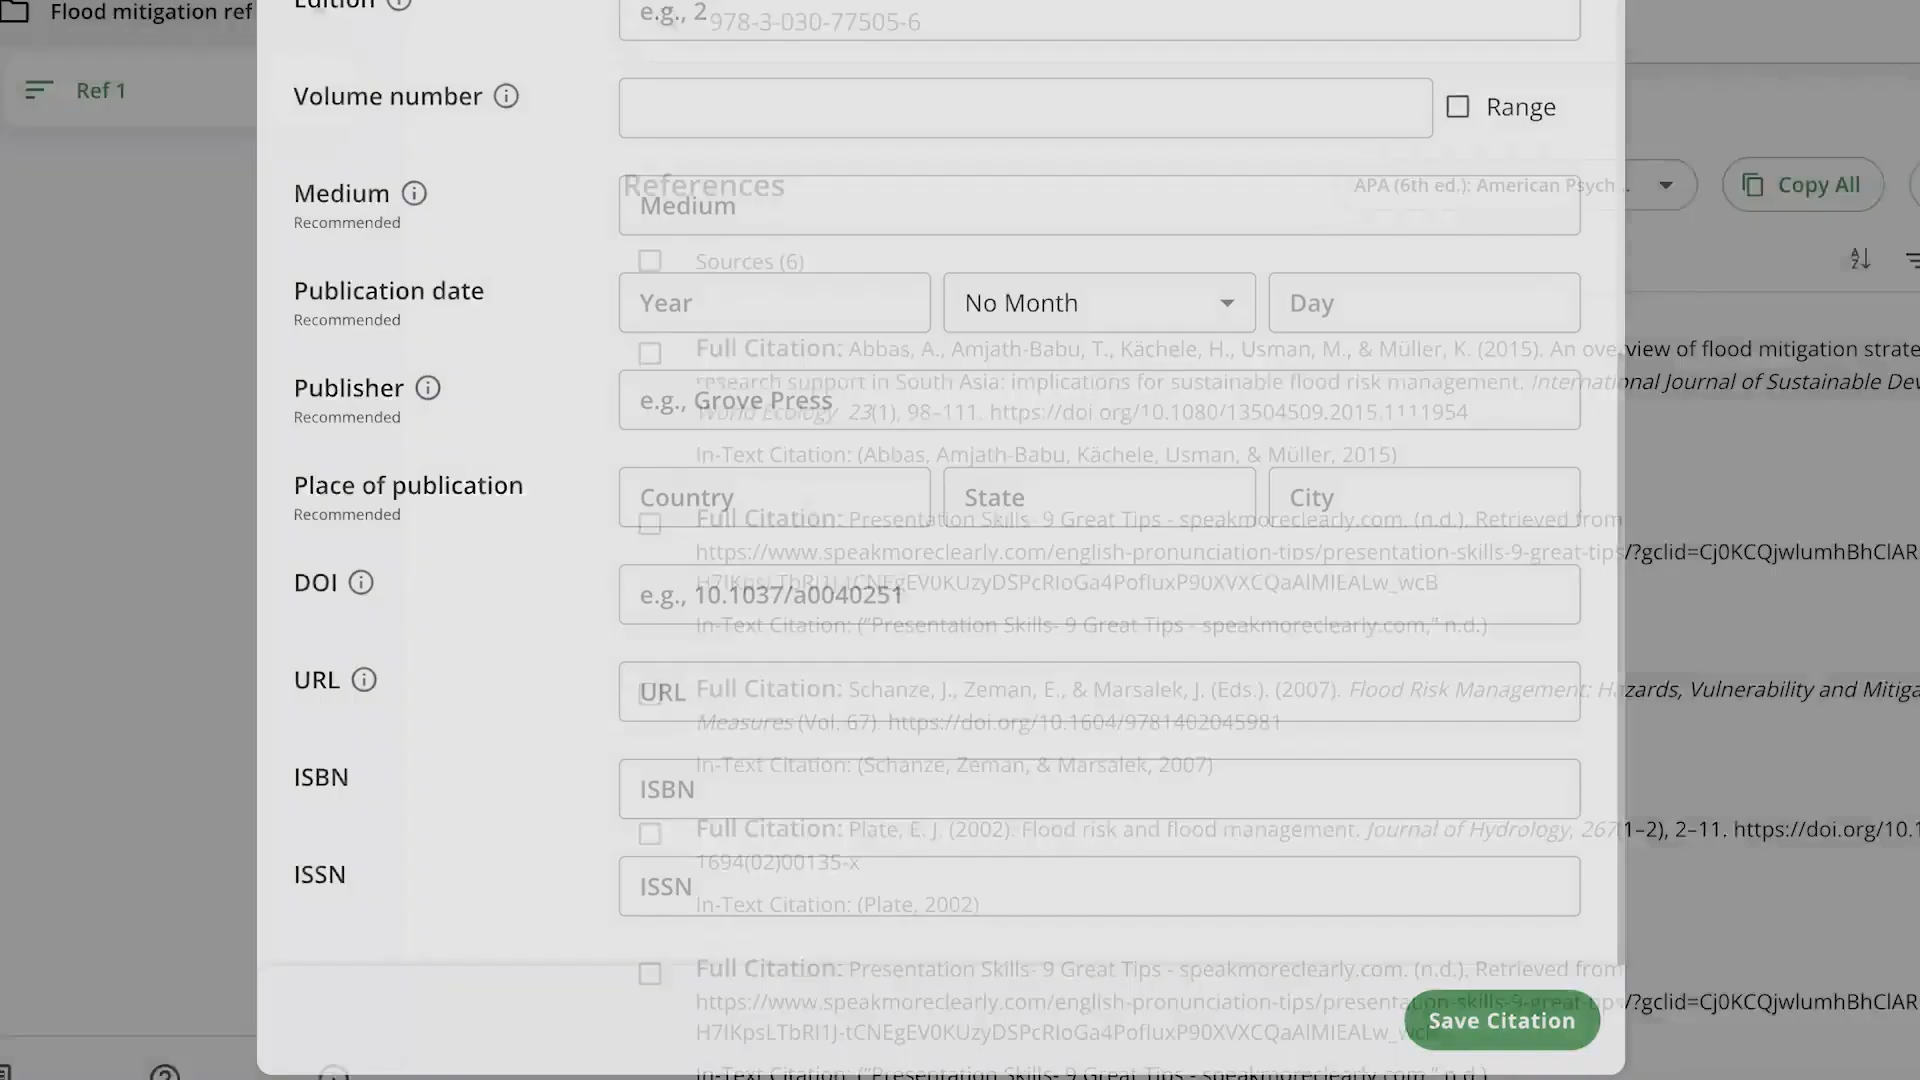 Flood mitigation ref
Edition
e.g., 2
978-3-030-77505-6
Ref 1
Volume number
Range
References
APA (6th ed.): American Psych ..
Copy All
Medium
Recommended
Medium
Sources (6)
Publication date
Recommended
Year
No Month
Day
Full Citation: Abbas, A., Amjath-Babu, T., Kächele, H., Usman, M., & Müller, K. (2015). An overview of flood mitigation strate
research support in South Asia: implications for sustainable flood risk management. International Journal of Sustainable Dev
World Ecology 23(1), 98–111. https://doi org/10.1080/13504509.2015.1111954
Publisher
Recommended
e.g., Grove Press
In-Text Citation: (Abbas, Amjath-Babu, Kächele, Usman, & Müller, 2015)
Place of publication
Recommended
Country
State
City
Full Citation: Presentation Skills- 9 Great Tips - speakmoreclearly.com. (n.d.). Retrieved from
https://www.speakmoreclearly.com/english-pronunciation-tips/presentation-skills-9-great-tips/?gclid=Cj0KCQjwlumhBhClAR
DOI
e.g., 10.1037/a0040251
In-Text Citation: ("Presentation Skills- 9 Great Tips - speakmoreclearly.com," n.d.)
URL
URL
Full Citation: Schanze, J., Zeman, E., & Marsalek, J. (Eds.). (2007). Flood Risk Management: Hazards, Vulnerability and Mitiga
Measures (Vol. 67). https://doi.org/10.1604/9781402045981
In-Text Citation: (Schanze, Zeman, & Marsalek, 2007)
ISBN
ISBN
Full Citation: Plate, E. J. (2002). Flood risk and flood management. Journal of Hydrology, 267(1–2), 2–11. https://doi.org/10.1
1694(02)00135-x
ISSN
ISSN
In-Text Citation: (Plate, 2002)
Full Citation: Presentation Skills- 9 Great Tips - speakmoreclearly.com. (n.d.). Retrieved from
https://www.speakmoreclearly.com/english-pronunciation-tips/presentation-skills-9-great-tips/?gclid=Cj0KCQjwlumhBhClAR
Save Citation
In-Text Citation: ("Presentation Skills- 9 Great Tips - speakmoreclearly.com," n.d.)